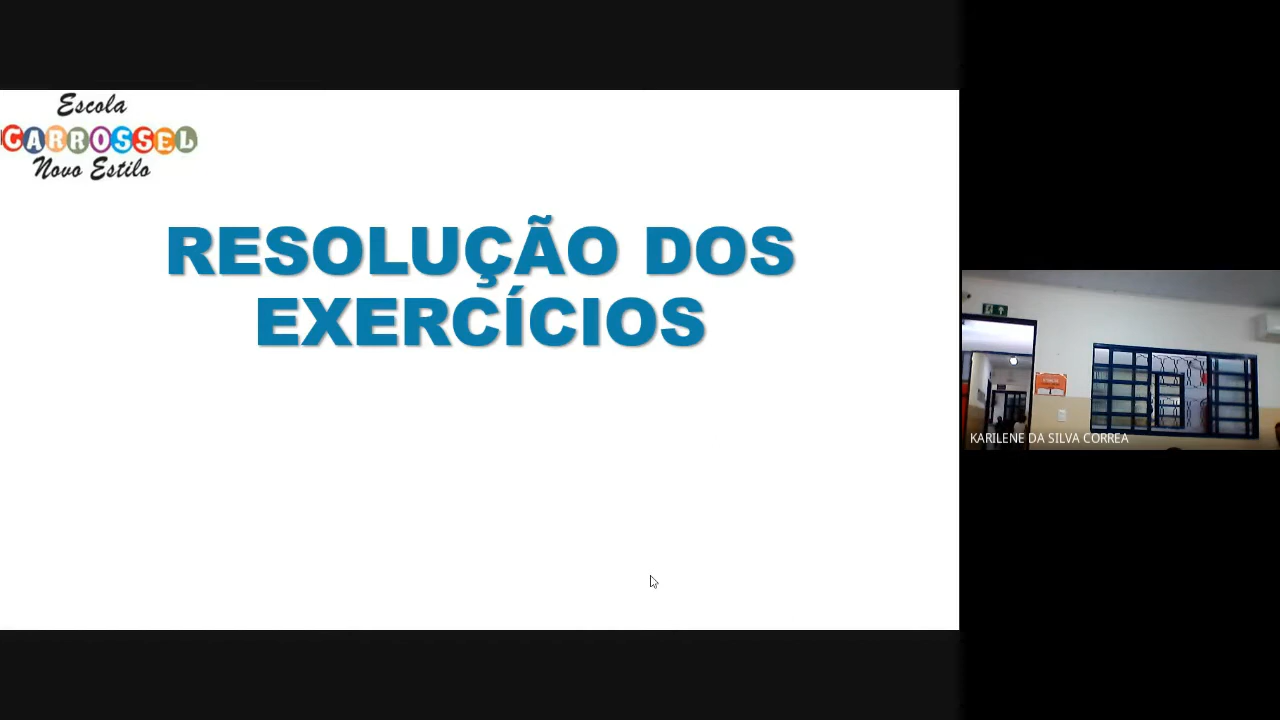 Escola
CARROSSEL
Novo Estilo
RESOLUÇÃO DOS
EXERCÍCIOS
KARILENE DA SILVA CORREA